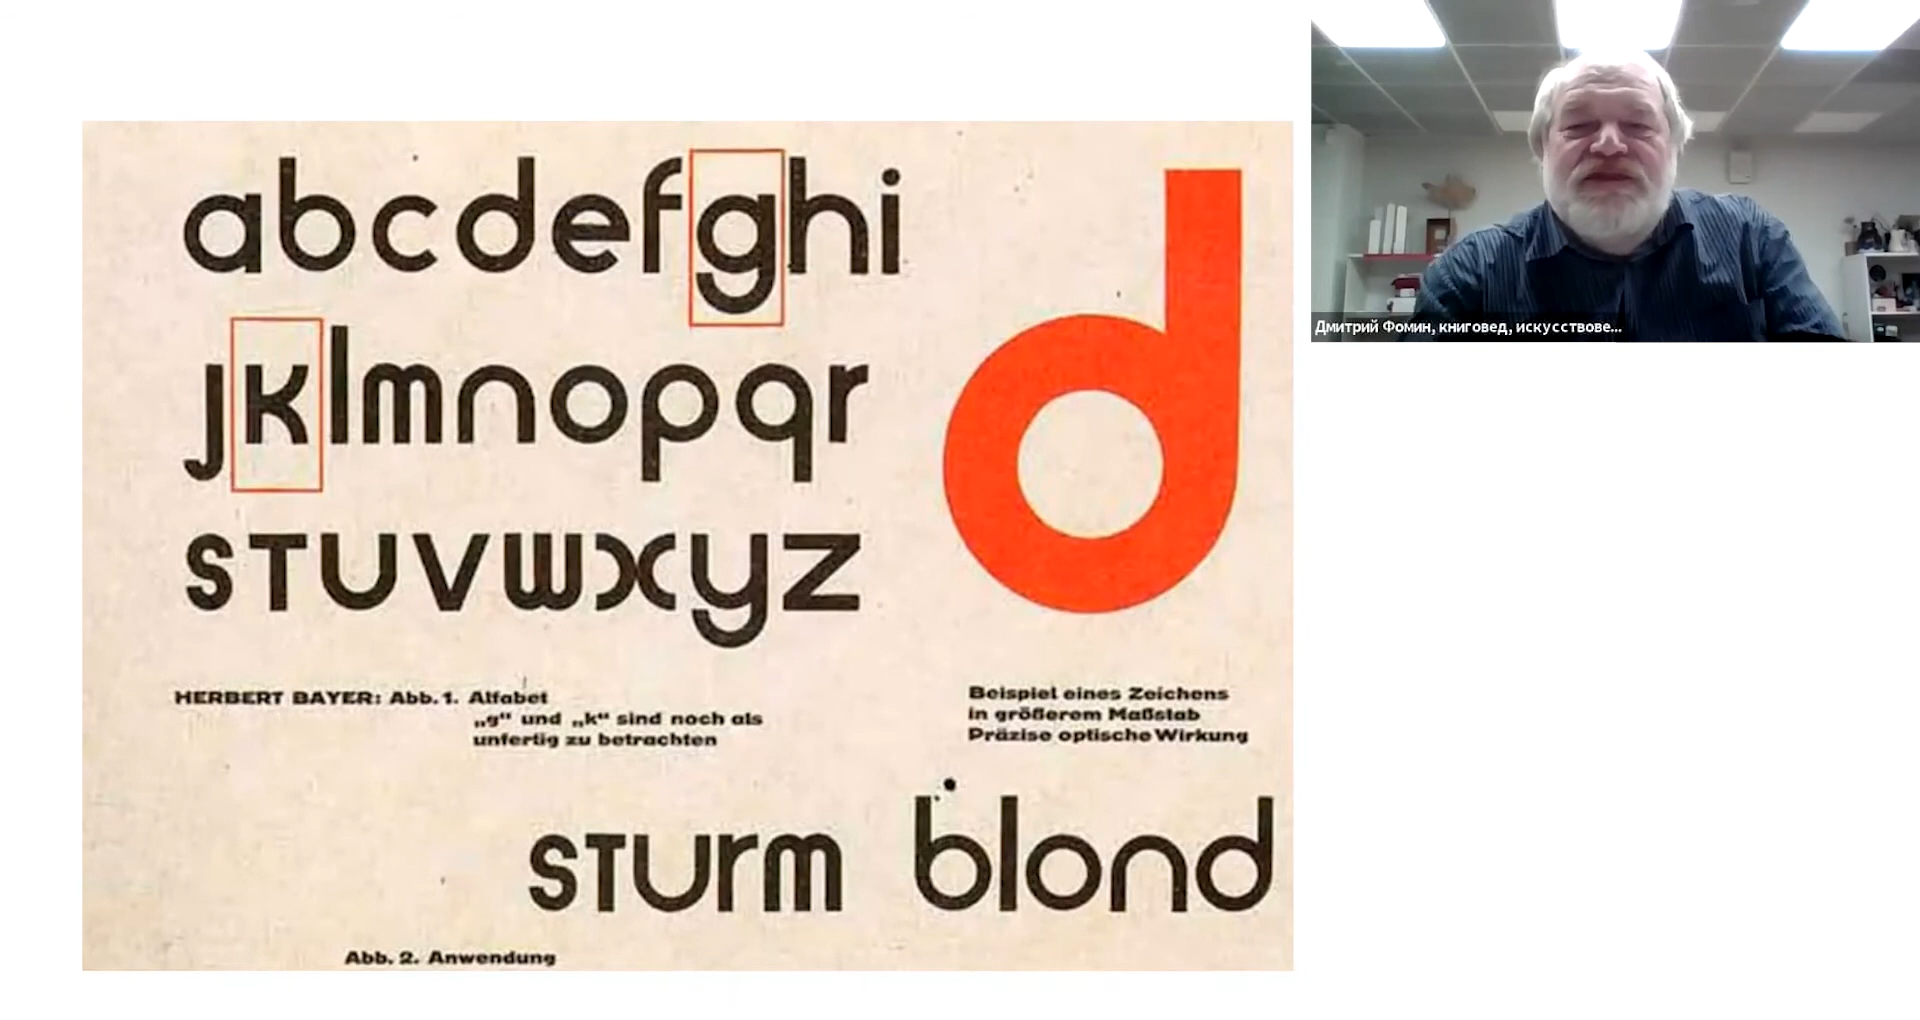 abcdefghi
jklmnopqr
stuvwxyz
d
HERBERT BAYER: Abb. 1. Alfabet
„g“ und „k“ sind noch als
unfertig zu betrachten
Beispiel eines Zeichens
in größerem Maßstab
Präzise optische Wirkung
sturm blond
Abb. 2. Anwendung
Дмитрий Фомин, книговед, искусствове...